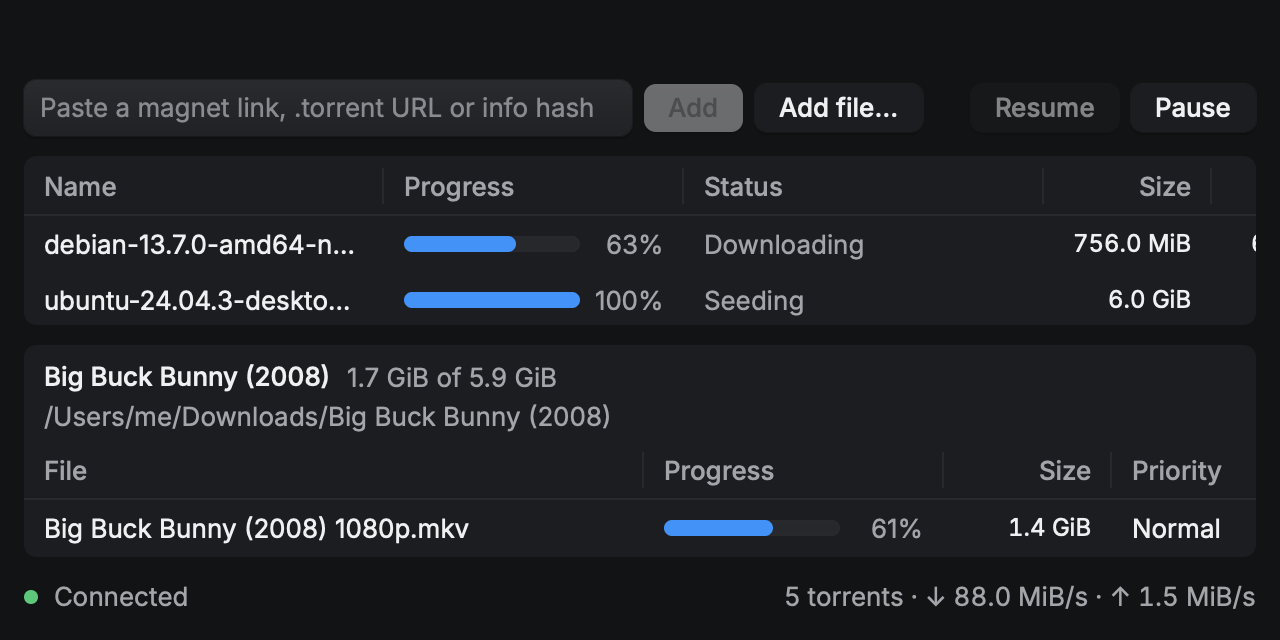 Paste a magnet link, .torrent URL or info hash Add Add file... Resume Pause
Name Progress Status Size
debian-13.7.0-amd64-n... 63% Downloading 756.0 MiB
ubuntu-24.04.3-deskto... 100% Seeding 6.0 GiB
Big Buck Bunny (2008) 1.7 GiB of 5.9 GiB
/Users/me/Downloads/Big Buck Bunny (2008)
File Progress Size Priority
Big Buck Bunny (2008) 1080p.mkv 61% 1.4 GiB Normal
Connected 5 torrents · ↓ 88.0 MiB/s · ↑ 1.5 MiB/s